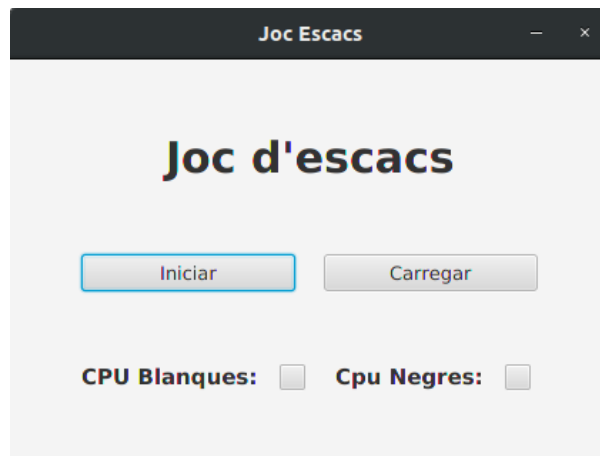 Joc Escacs
Joc d'escacs
Iniciar Carregar
CPU Blanques: Cpu Negres: